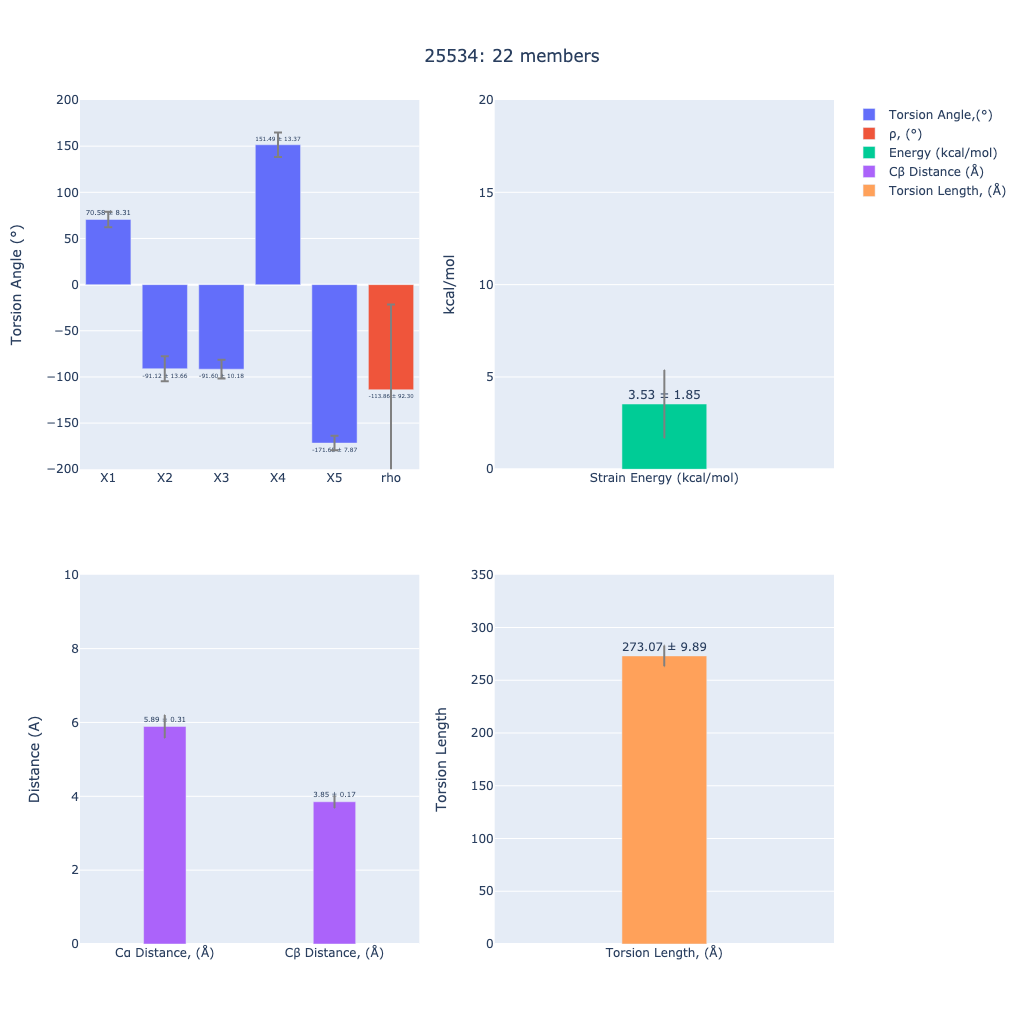 25534: 22 members
Torsion Angle,(°)
ρ, (°)
Energy (kcal/mol)
Cβ Distance (Å)
Torsion Length, (Å)
Torsion Angle (°)
200
150
100
50
0
−50
−100
−150
−200
70.58 ± 8.31
-91.12 ± 13.66
-91.60 ± 10.18
151.49 ± 13.37
± 7.87
-113.86 ± 92.30
X1
X2
X3
X4
X5
rho
kcal/mol
20
15
10
5
0
3.53 ± 1.85
Strain Energy (kcal/mol)
Distance (A)
10
8
6
4
2
0
5.89 ± 0.31
3.85 ± 0.17
Cα Distance, (Å)
Cβ Distance, (Å)
Torsion Length
350
300
250
200
150
100
50
0
273.07 ± 9.89
Torsion Length, (Å)